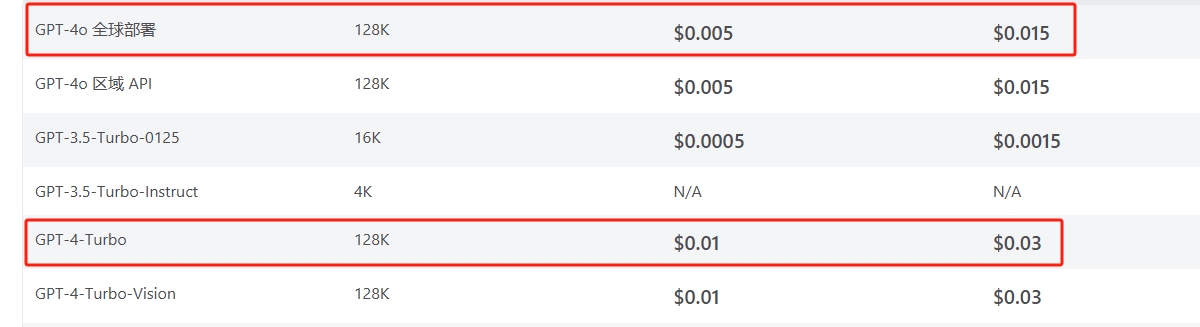 GPT-4o 全球部署 128K $0.005 $0.015
GPT-4o 区域 API 128K $0.005 $0.015
GPT-3.5-Turbo-0125 16K $0.0005 $0.0015
GPT-3.5-Turbo-Instruct 4K N/A N/A
GPT-4-Turbo 128K $0.01 $0.03
GPT-4-Turbo-Vision 128K $0.01 $0.03